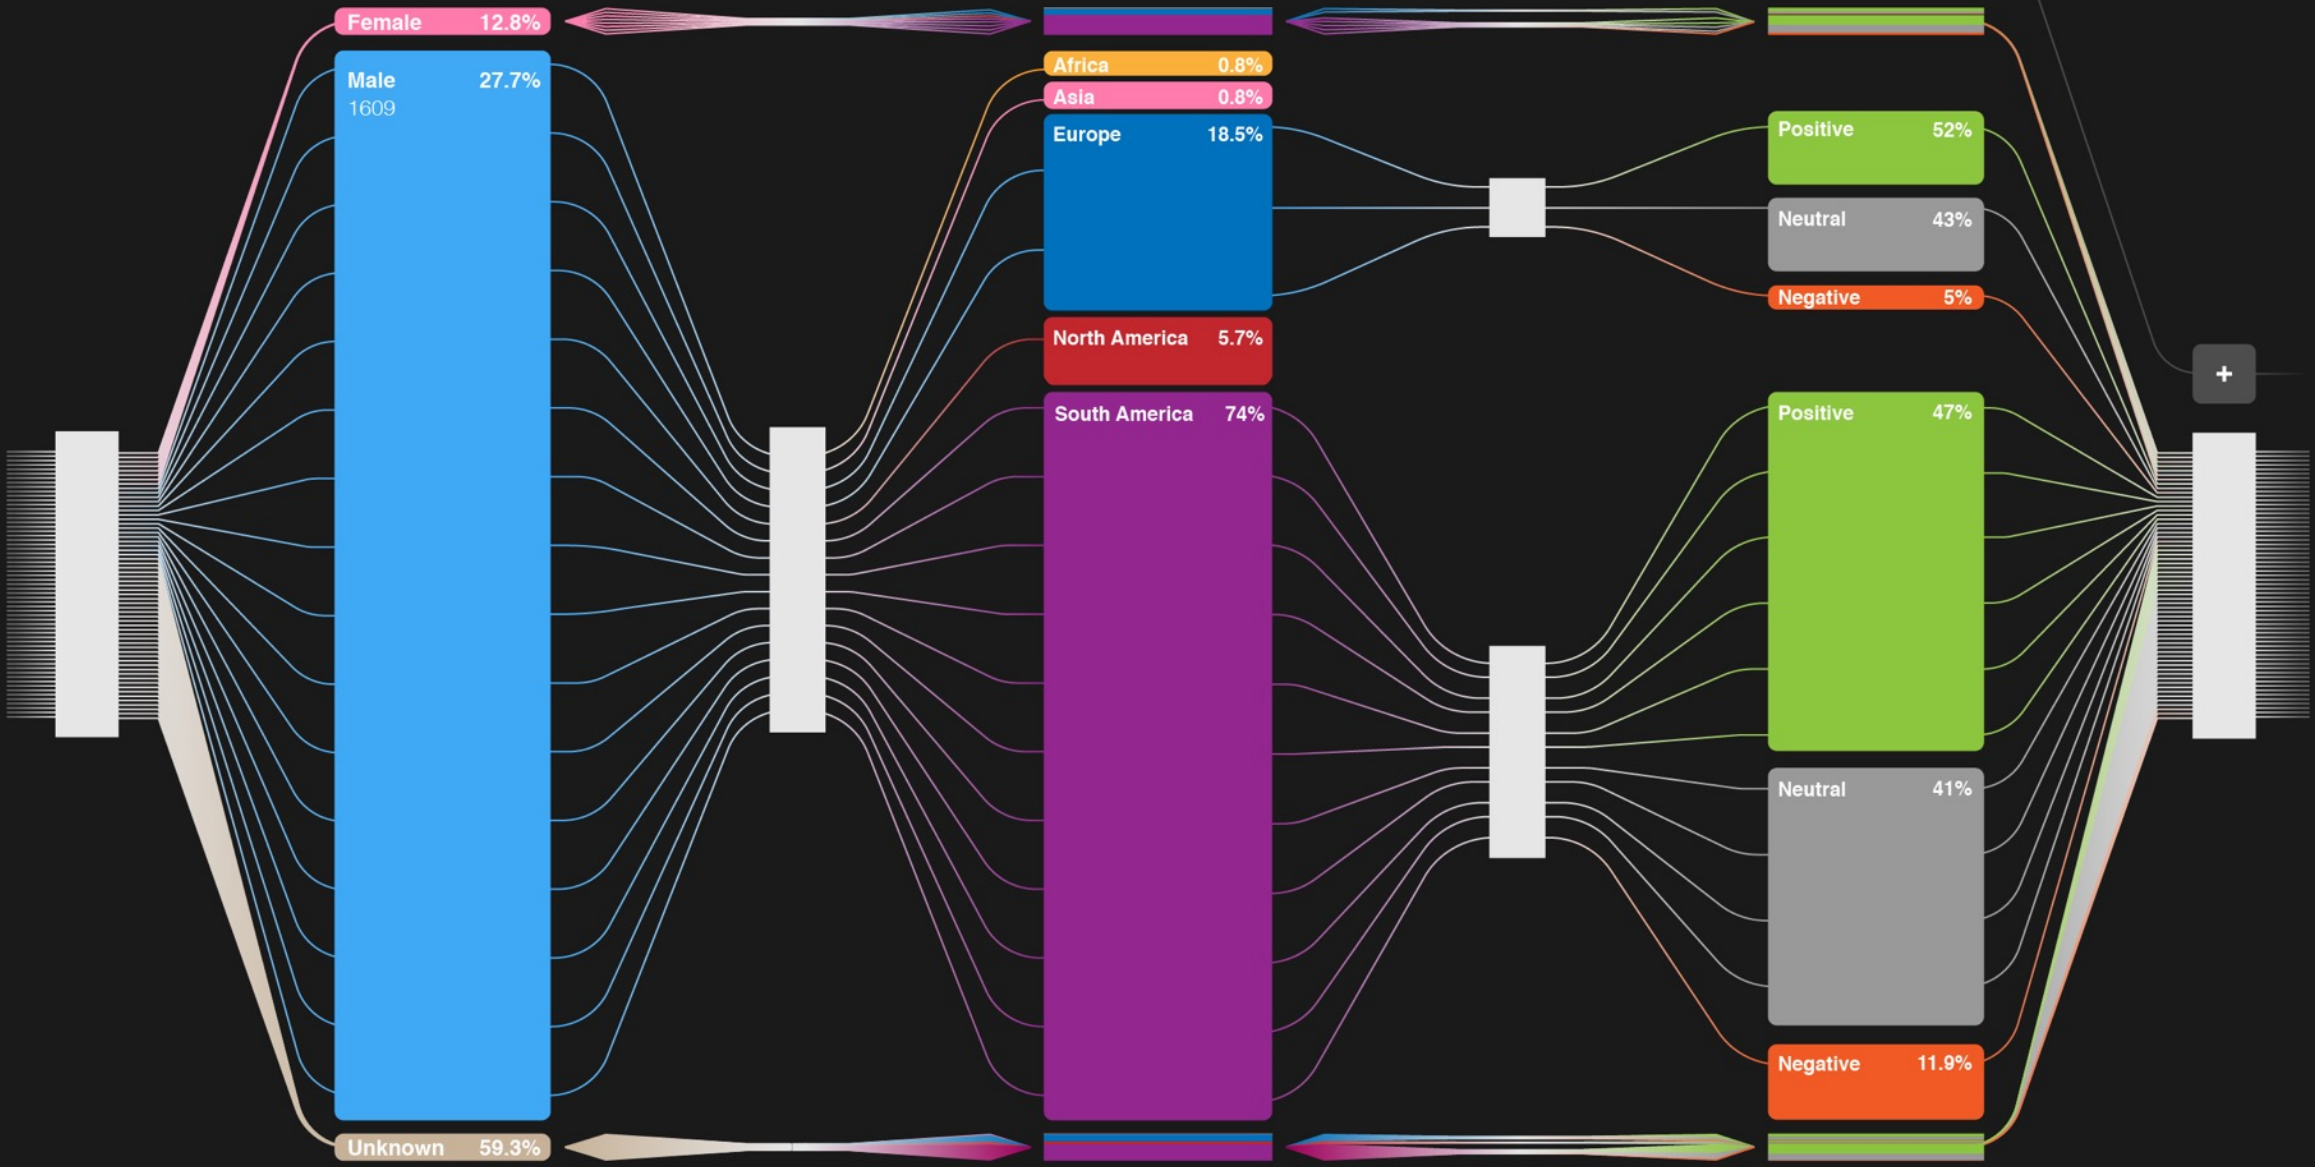 Female 12.8%
Male 27.7%
1609
Unknown 59.3%
Africa 0.8%
Asia 0.8%
Europe 18.5%
North America 5.7%
South America 74%
Positive 52%
Neutral 43%
Negative 5%
Positive 47%
Neutral 41%
Negative 11.9%
+